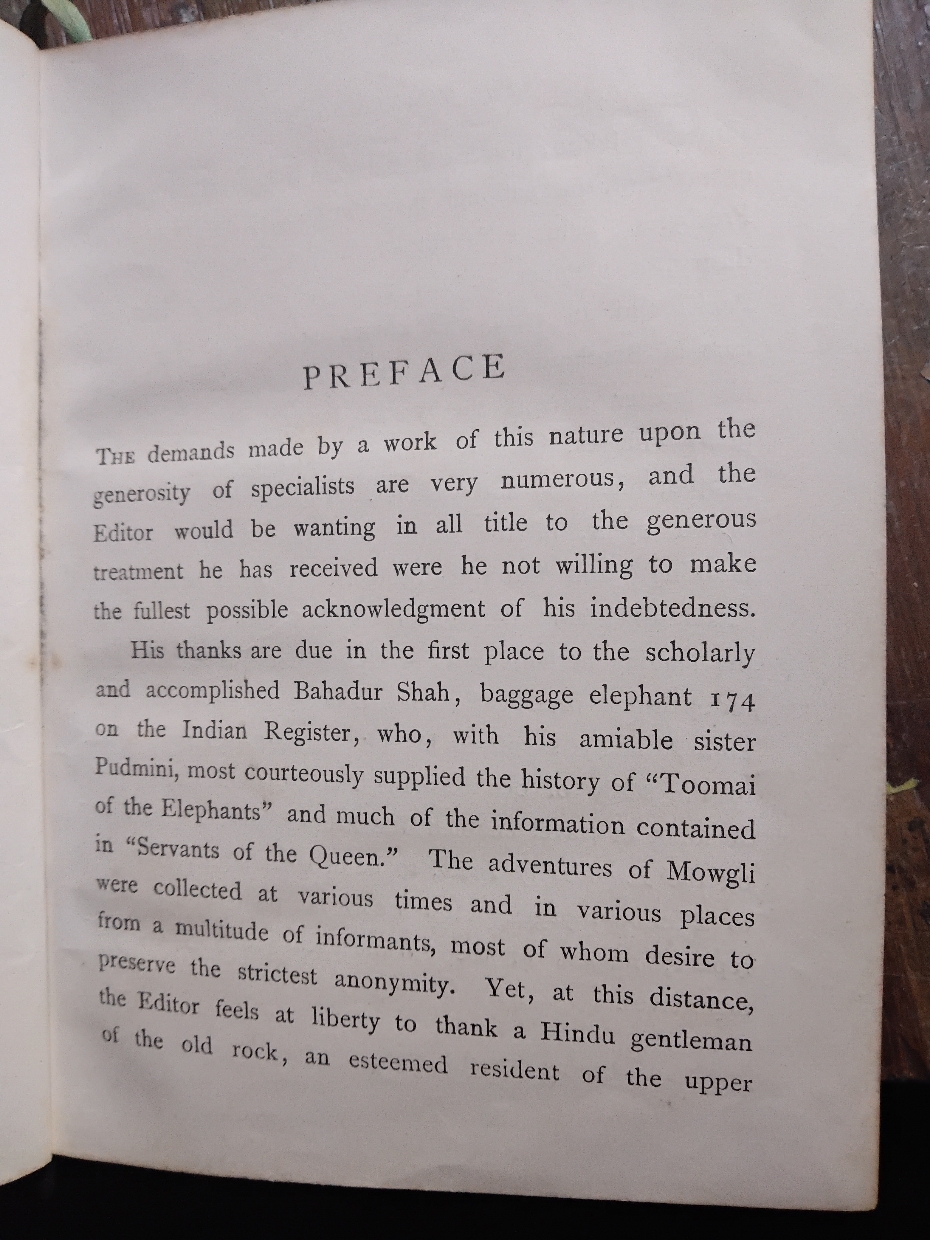 PREFACE
THE demands made by a work of this nature upon the
generosity of specialists are very numerous, and the
Editor would be wanting in all title to the generous
treatment he has received were he not willing to make
the fullest possible acknowledgment of his indebtedness.
His thanks are due in the first place to the scholarly
and accomplished Bahadur Shah, baggage elephant 174
on the Indian Register, who, with his amiable sister
Pudmini, most courteously supplied the history of “Toomai
of the Elephants” and much of the information contained
in “Servants of the Queen.” The adventures of Mowgli
were collected at various times and in various places
from a multitude of informants, most of whom desire to
preserve the strictest anonymity. Yet, at this distance,
the Editor feels at liberty to thank a Hindu gentleman
of the old rock, an esteemed resident of the upper